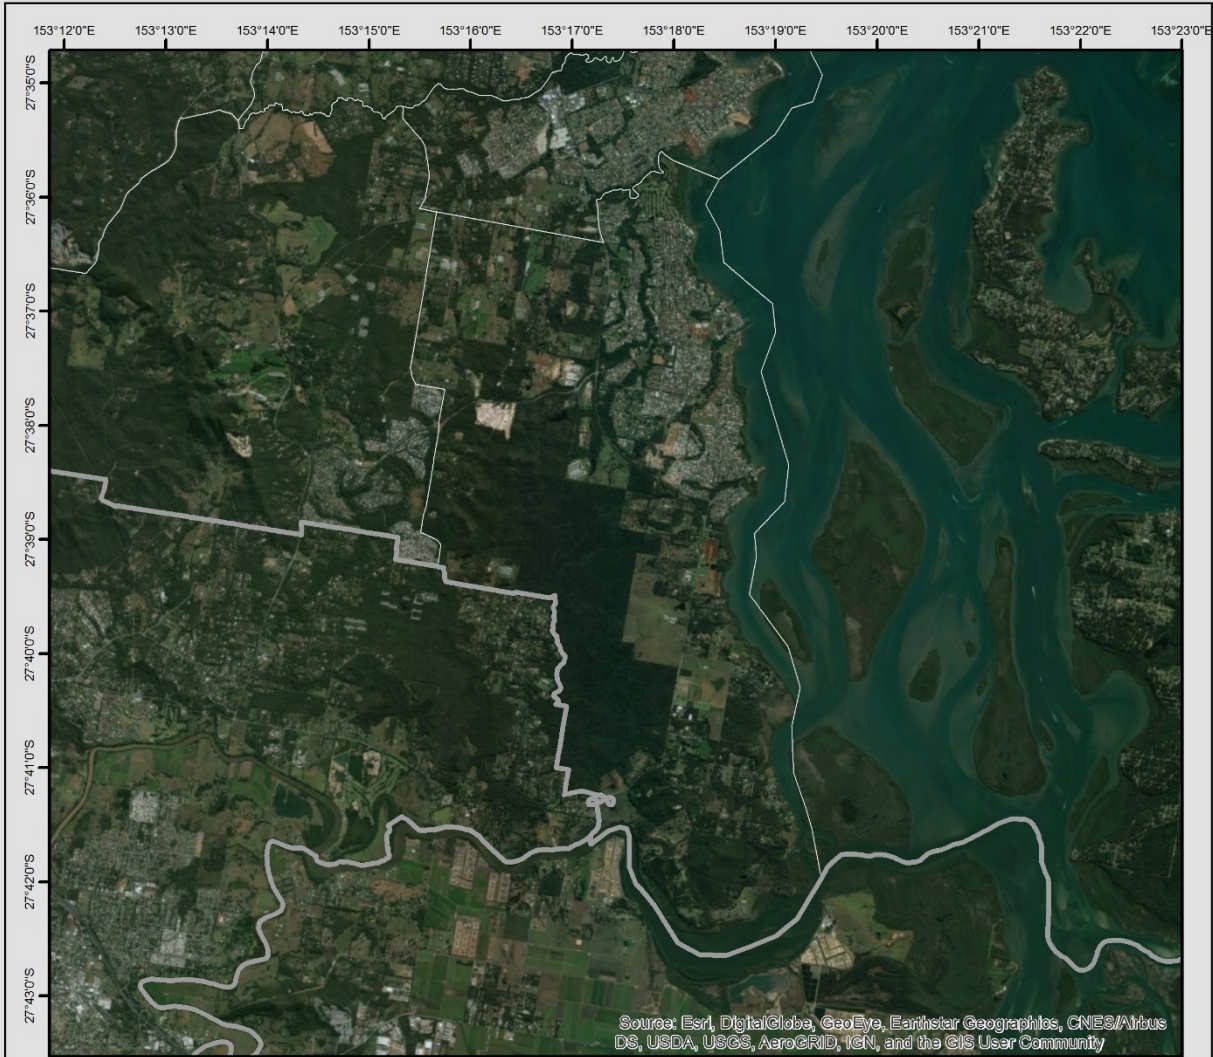 153°12'0"E 153°13'0"E 153°14'0"E 153°15'0"E 153°16'0"E 153°17'0"E 153°18'0"E 153°19'0"E 153°20'0"E 153°21'0"E 153°22'0"E 153°23'0"E
27°35'0"S
27°36'0"S
27°37'0"S
27°38'0"S
27°39'0"S
27°40'0"S
27°41'0"S
27°42'0"S
27°43'0"S
Source: Esri, DigitalGlobe, GeoEye, Earthstar Geographics, CNES/Airbus
DS, USDA, USGS, AeroGRID, IGN, and the GIS User Community